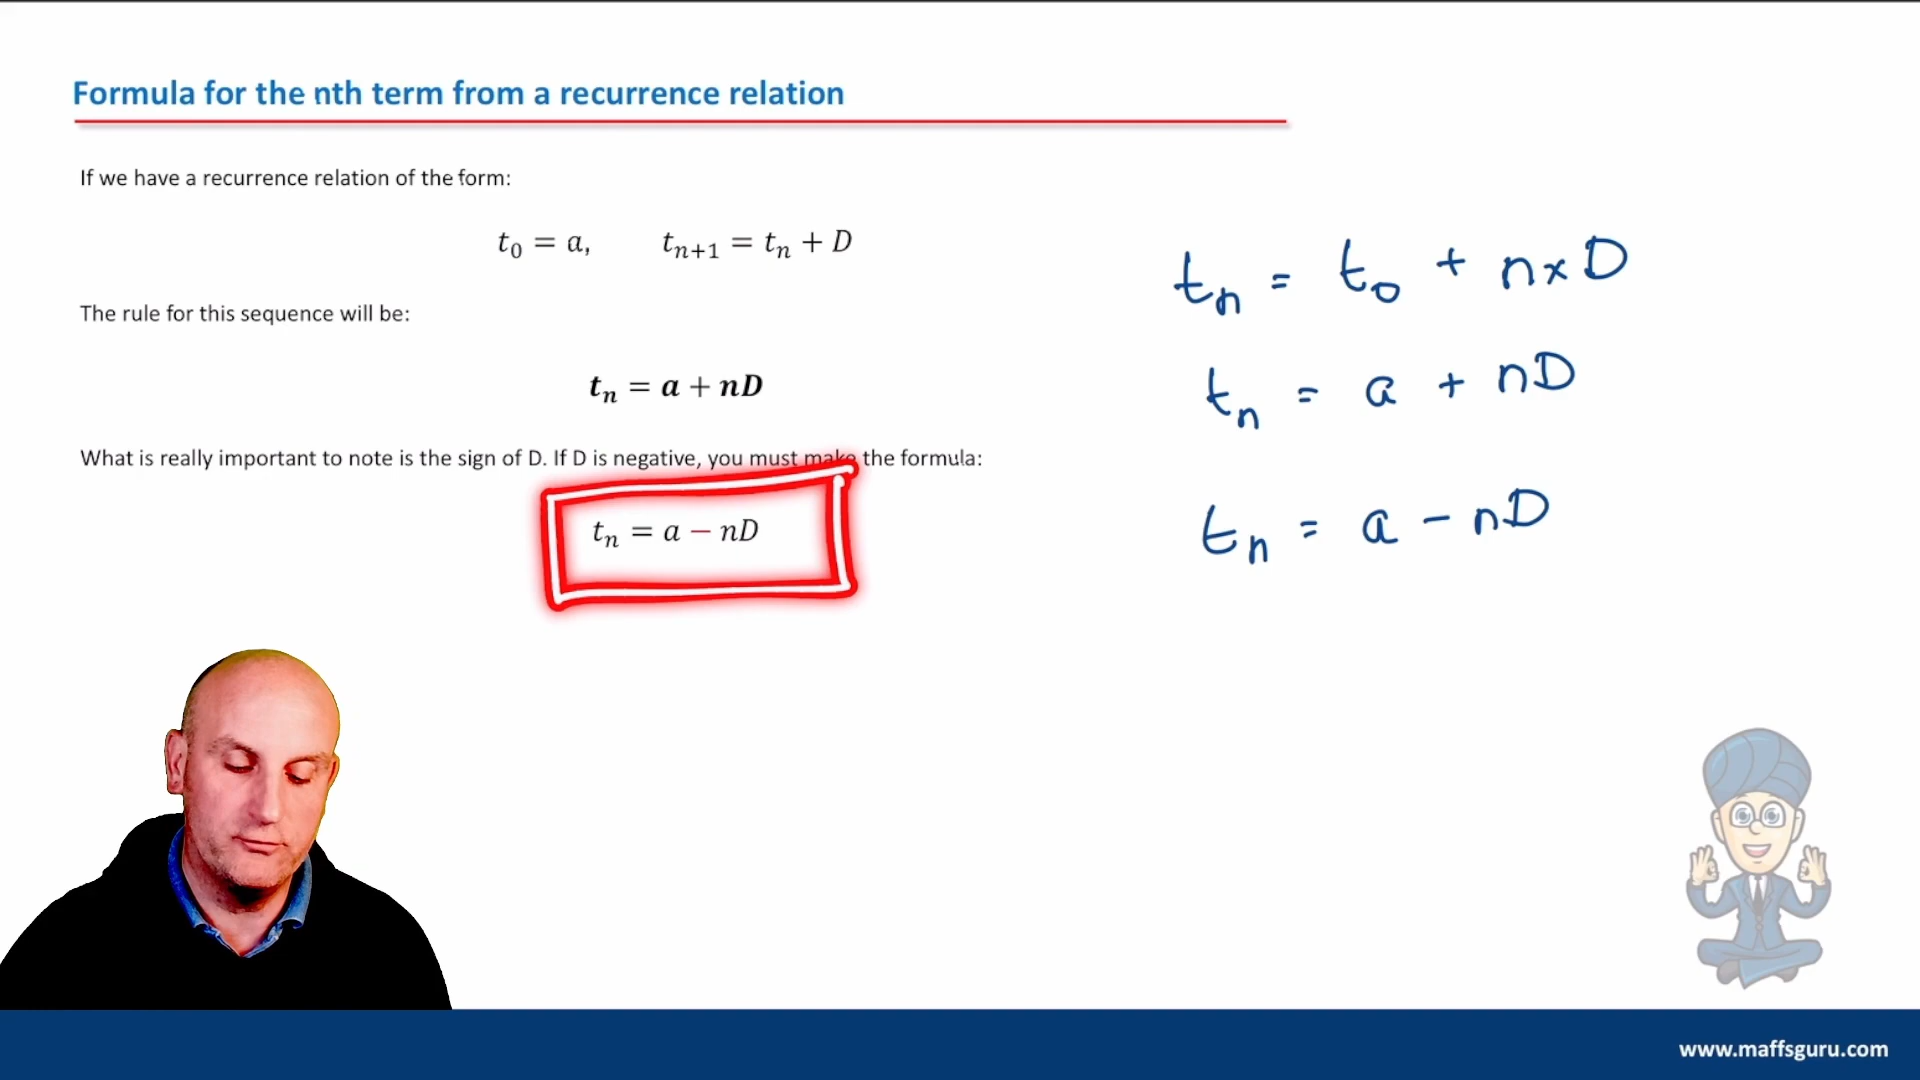 Formula for the nth term from a recurrence relation
If we have a recurrence relation of the form:
t₀ = a, tₙ₊₁ = tₙ + D
The rule for this sequence will be:
tₙ = a + nD
What is really important to note is the sign of D. If D is negative, you must make the formula:
tₙ = a − nD
tₙ = t₀ + n×D
tₙ = a + nD
tₙ = a − nD
www.maffsguru.com